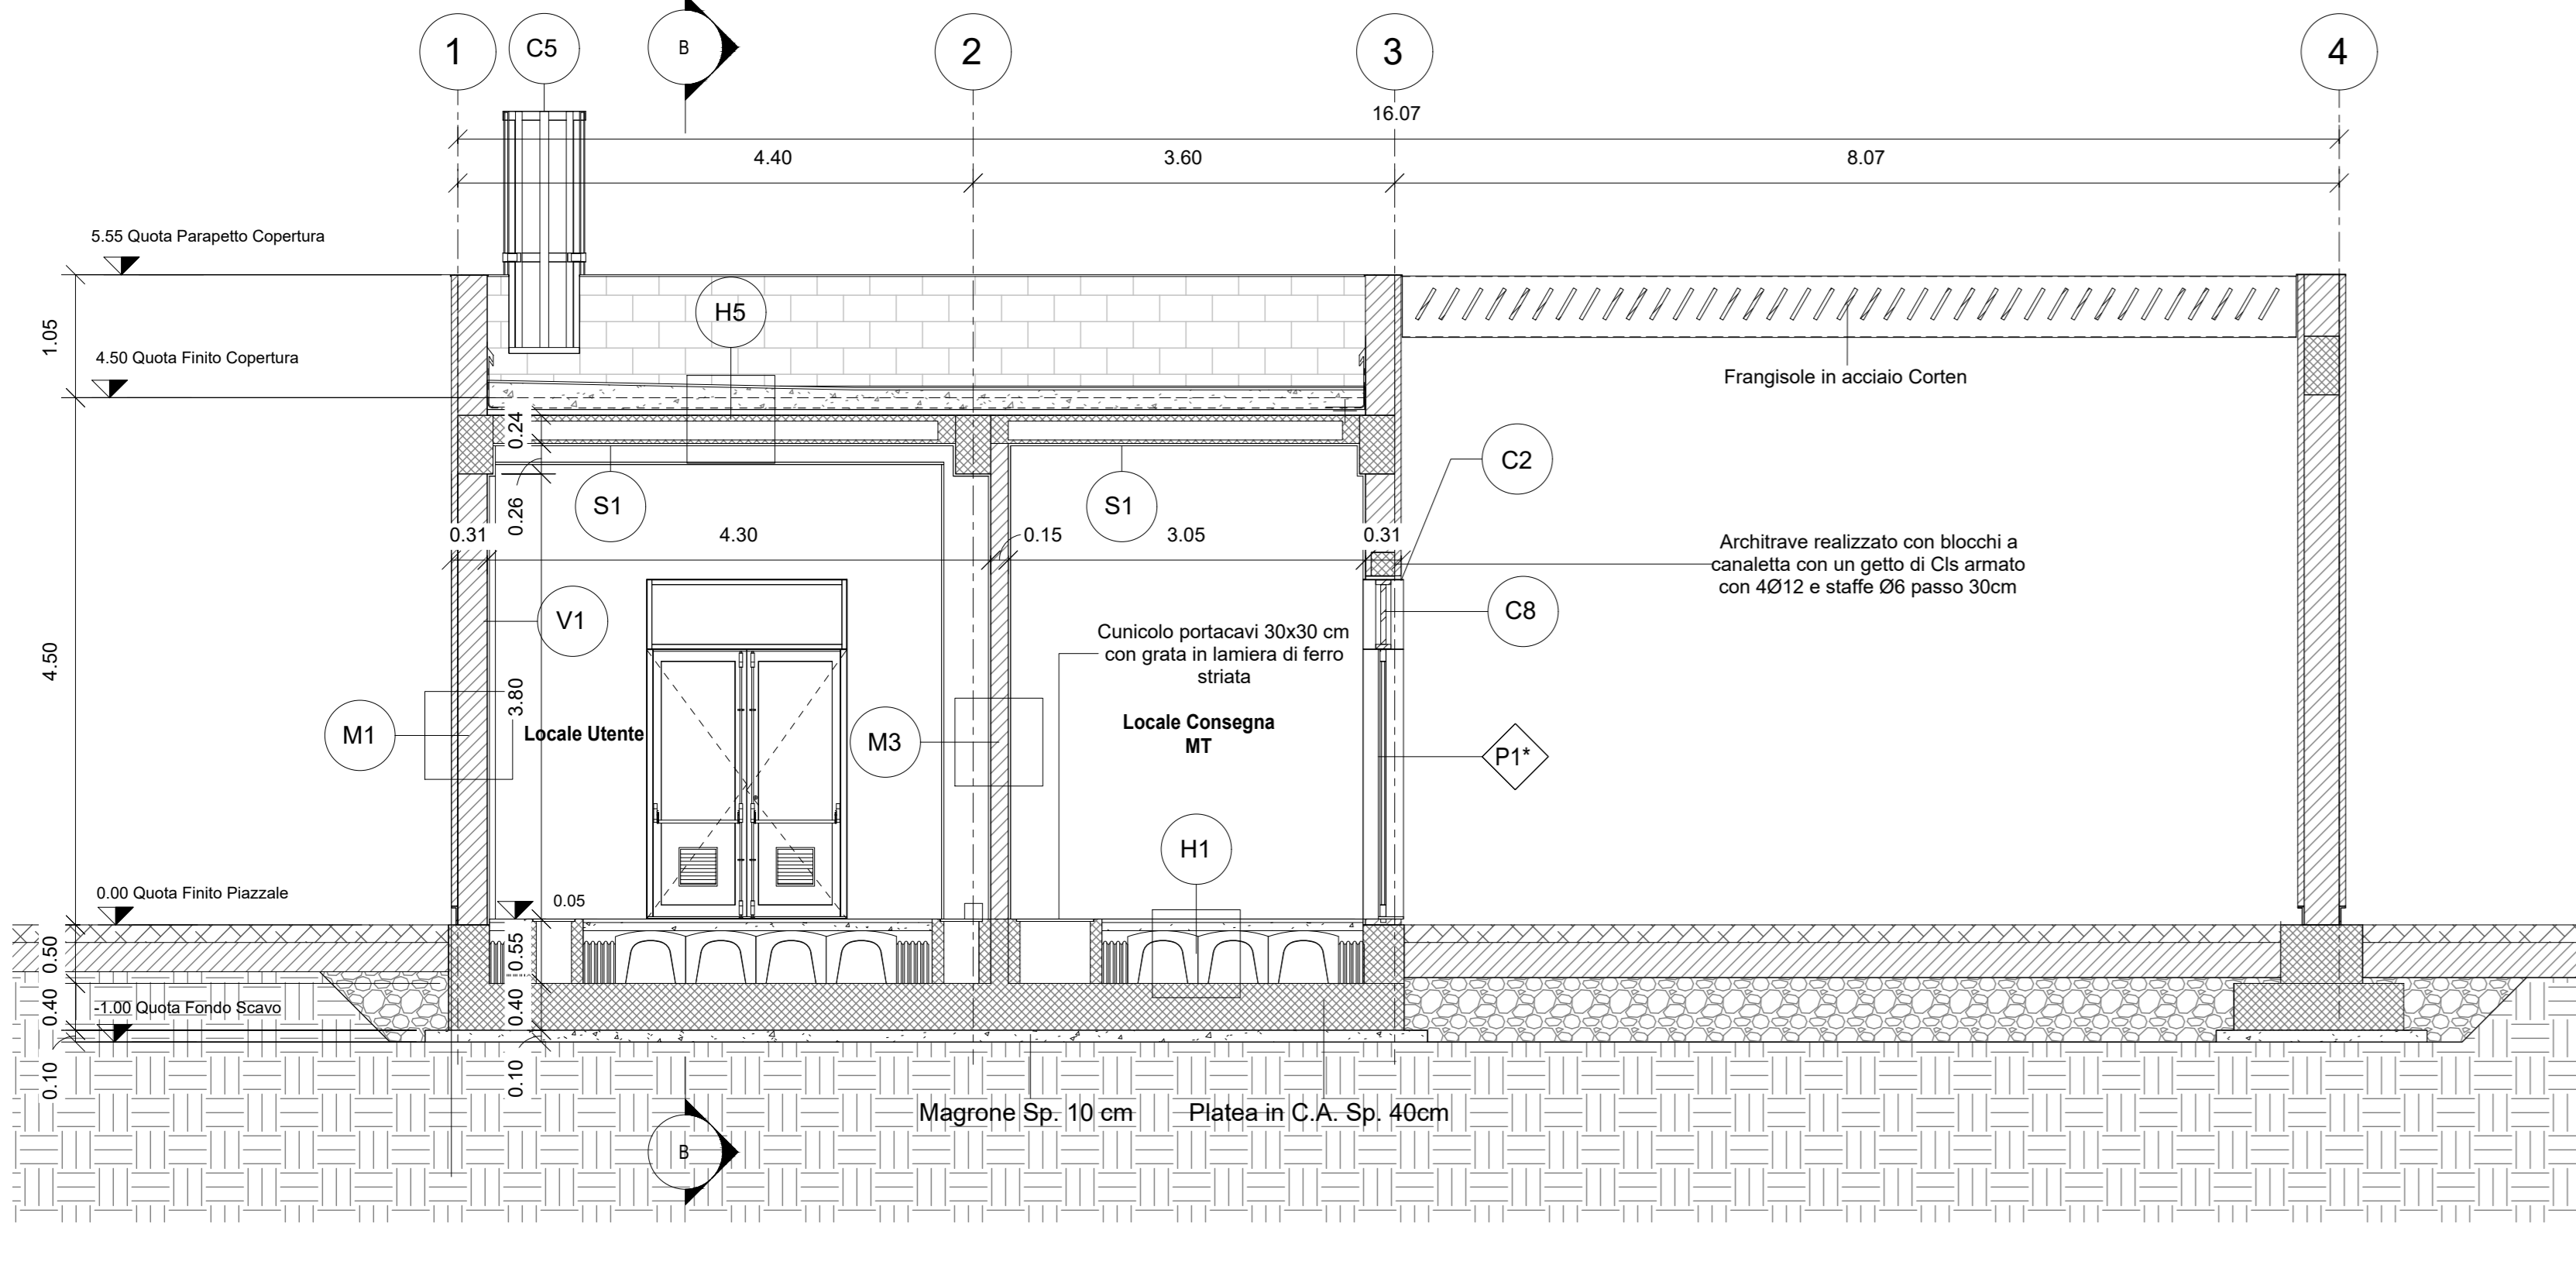 1
C5
B
2
3
4
16.07
4.40
3.60
8.07
5.55 Quota Parapetto Copertura
H5
1.05
4.50 Quota Finito Copertura
Frangisole in acciaio Corten
0.24
C2
S1
S1
0.26
0.31
4.30
0.15
3.05
0.31
Architrave realizzato con blocchi a
canaletta con un getto di Cls armato
con 4Ø12 e staffe Ø6 passo 30cm
V1
C8
Cunicolo portacavi 30x30 cm
con grata in lamiera di ferro
striata
4.50
3.80
M1
Locale Utente
M3
Locale Consegna
MT
P1*
H1
0.00 Quota Finito Piazzale
0.05
0.50
0.55
0.40
-1.00 Quota Fondo Scavo
0.40
0.10
0.10
Magrone Sp. 10 cm
Platea in C.A. Sp. 40cm
B